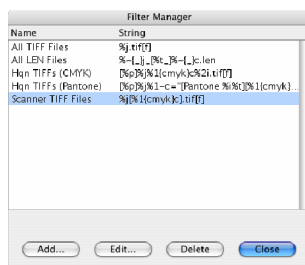 Filter Manager
Name String
All TIFF Files %j.tif[f]
All LEN Files %~[_]j_[%t_]%~[_]c.len
Hqn TIFFs (CMYK) [%p]%j%1{cmyk}c%2i.tif[f]
Hqn TIFFs (Pantone) [%p]%j%1~c="[Pantone %i%t][%1{cmyk}...
Scanner TIFF Files %j[%1{cmyk}c].tif[f]
Add... Edit... Delete Close